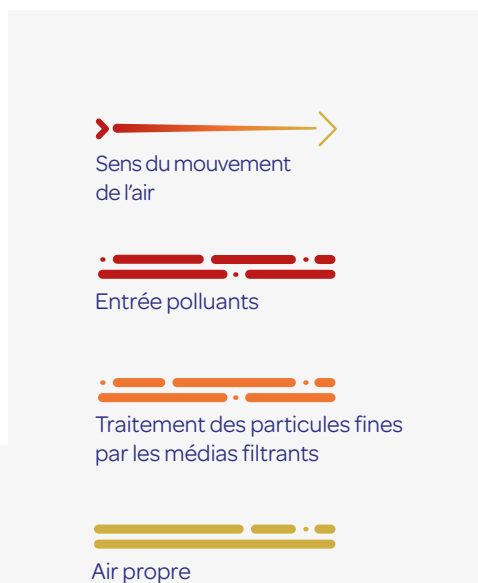 Sens du mouvement
de l'air
Entrée polluants
Traitement des particules fines
par les médias filtrants
Air propre